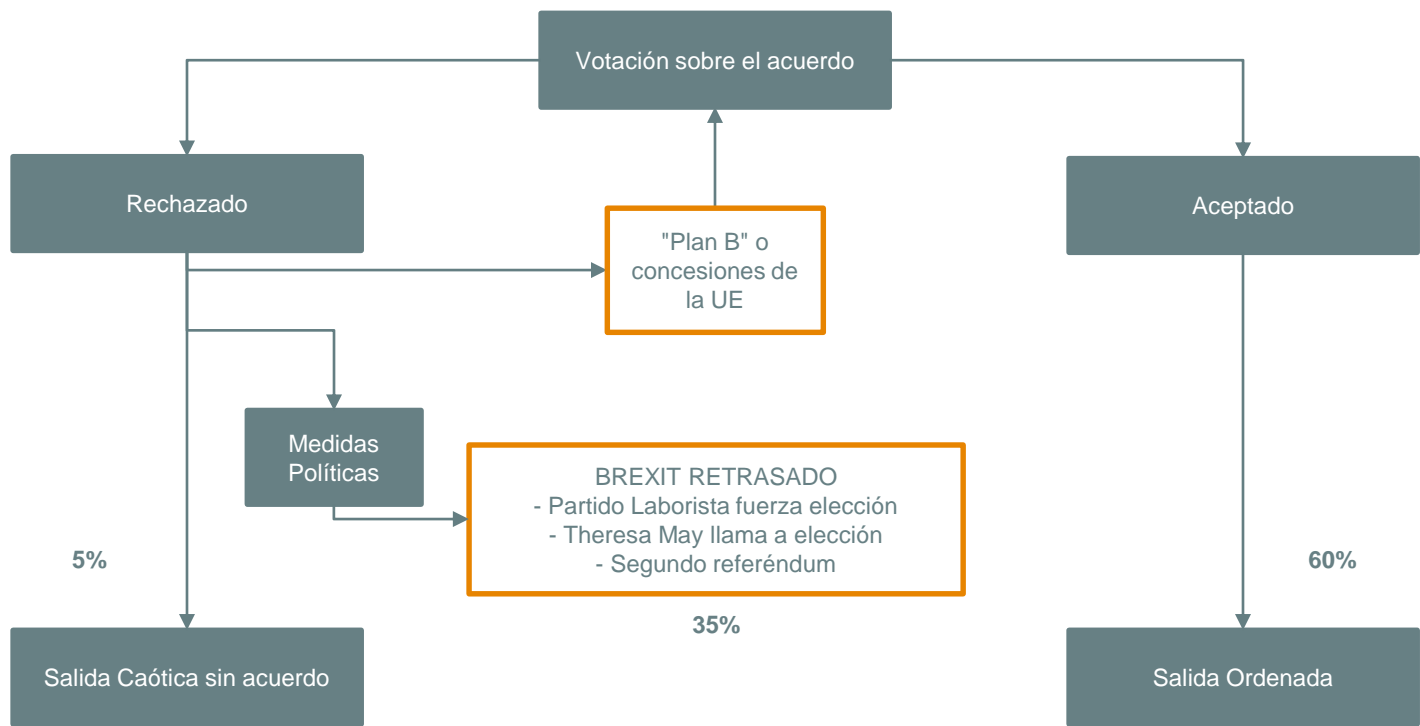 Votación sobre el acuerdo
Rechazado
Aceptado
"Plan B" o
concesiones de
la UE
Medidas
Políticas
BREXIT RETRASADO
- Partido Laborista fuerza elección
- Theresa May llama a elección
- Segundo referéndum
5%
60%
35%
Salida Caótica sin acuerdo
Salida Ordenada